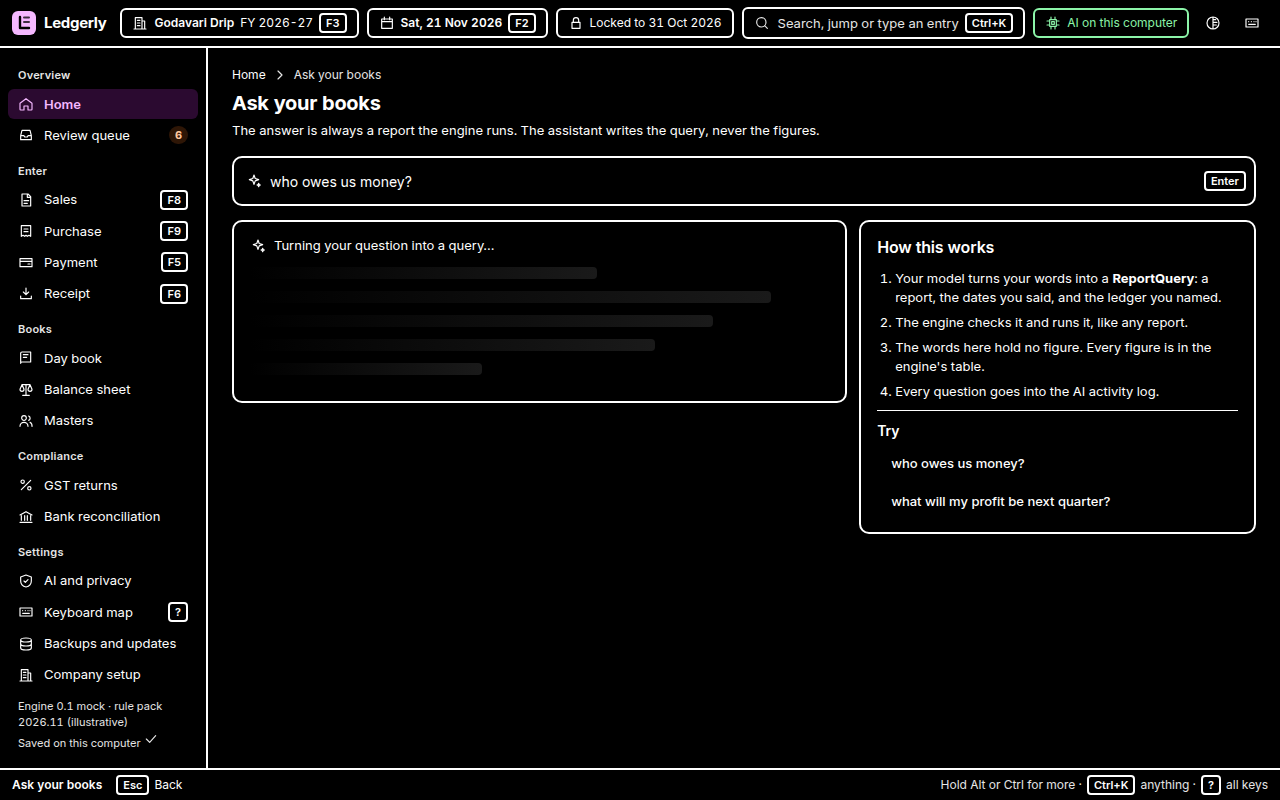 Ledgerly
Godavari Drip FY 2026-27 F3
Sat, 21 Nov 2026 F2
Locked to 31 Oct 2026
Search, jump or type an entry Ctrl+K
AI on this computer
Overview
Home
Review queue 6
Enter
Sales F8
Purchase F9
Payment F5
Receipt F6
Books
Day book
Balance sheet
Masters
Compliance
GST returns
Bank reconciliation
Settings
AI and privacy
Keyboard map ?
Backups and updates
Company setup
Engine 0.1 mock · rule pack
2026.11 (illustrative)
Saved on this computer
Home Ask your books
Ask your books
The answer is always a report the engine runs. The assistant writes the query, never the figures.
who owes us money? Enter
Turning your question into a query...
How this works
1. Your model turns your words into a ReportQuery: a
report, the dates you said, and the ledger you named.
2. The engine checks it and runs it, like any report.
3. The words here hold no figure. Every figure is in the
engine's table.
4. Every question goes into the AI activity log.
Try
who owes us money?
what will my profit be next quarter?
Ask your books Esc Back
Hold Alt or Ctrl for more · Ctrl+K anything · ? all keys